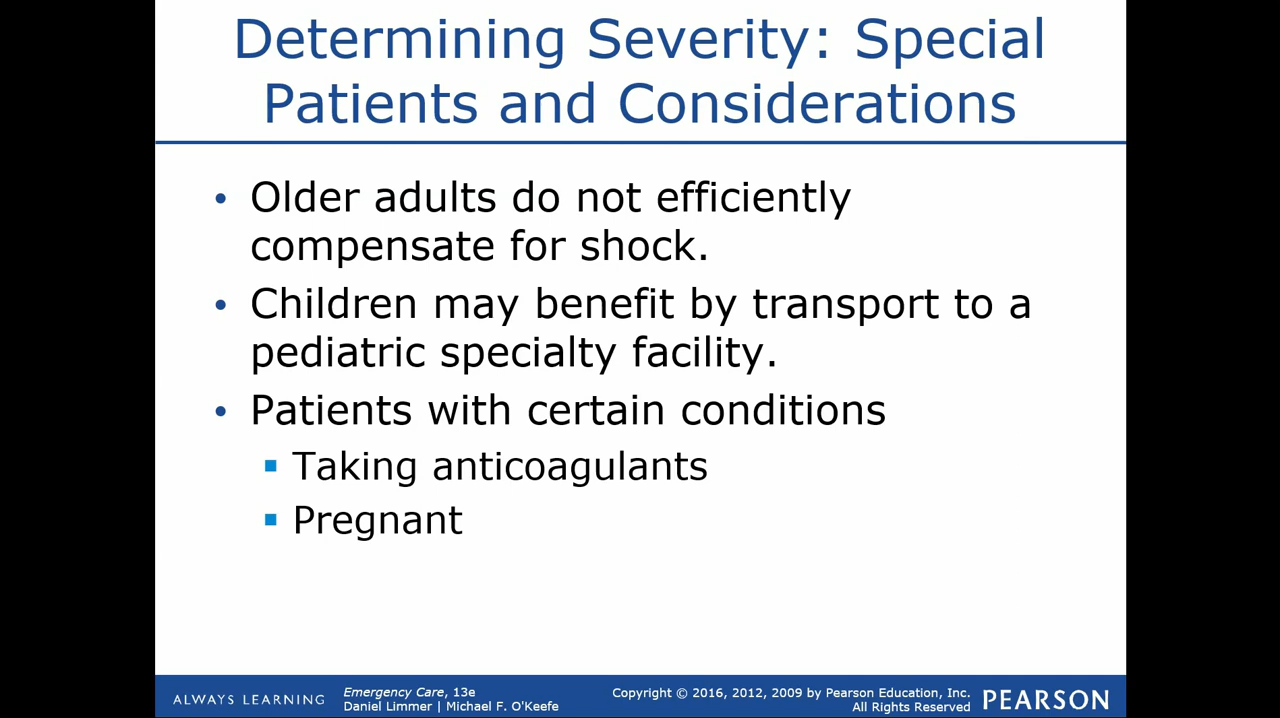 Determining Severity: Special
Patients and Considerations
• Older adults do not efficiently
compensate for shock.
• Children may benefit by transport to a
pediatric specialty facility.
• Patients with certain conditions
▪ Taking anticoagulants
▪ Pregnant
ALWAYS LEARNING
Emergency Care, 13e
Daniel Limmer | Michael F. O'Keefe
Copyright © 2016, 2012, 2009 by Pearson Education, Inc.
All Rights Reserved
PEARSON